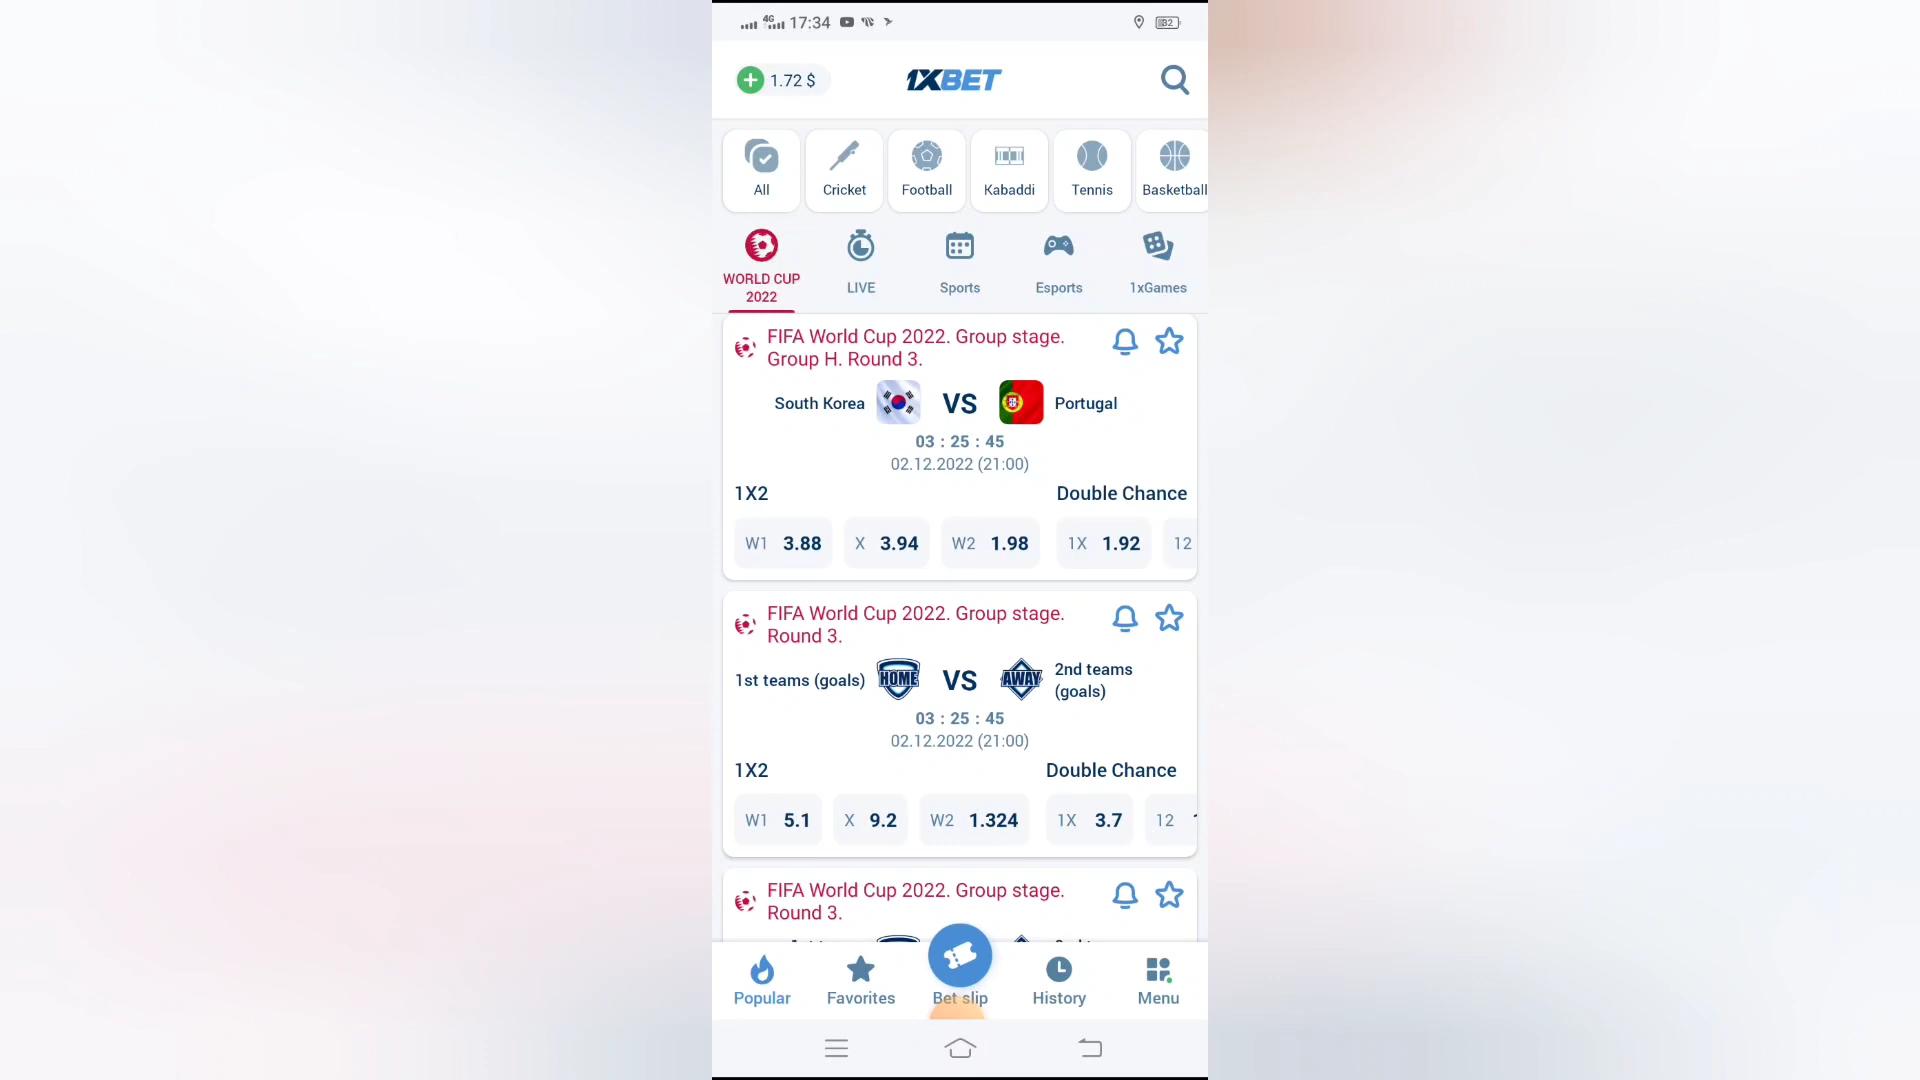 4G 17:34 32
1.72 $ 1XBET
All Cricket Football Kabaddi Tennis Basketball
WORLD CUP
2022
LIVE Sports Esports 1xGames
FIFA World Cup 2022. Group stage.
Group H. Round 3.
South Korea VS Portugal
03 : 25 : 45
02.12.2022 (21:00)
1X2 Double Chance
W1 3.88 X 3.94 W2 1.98 1X 1.92 12
FIFA World Cup 2022. Group stage.
Round 3.
1st teams (goals) HOME VS AWAY 2nd teams
(goals)
03 : 25 : 45
02.12.2022 (21:00)
1X2 Double Chance
W1 5.1 X 9.2 W2 1.324 1X 3.7 12
FIFA World Cup 2022. Group stage.
Round 3.
Popular Favorites Bet slip History Menu